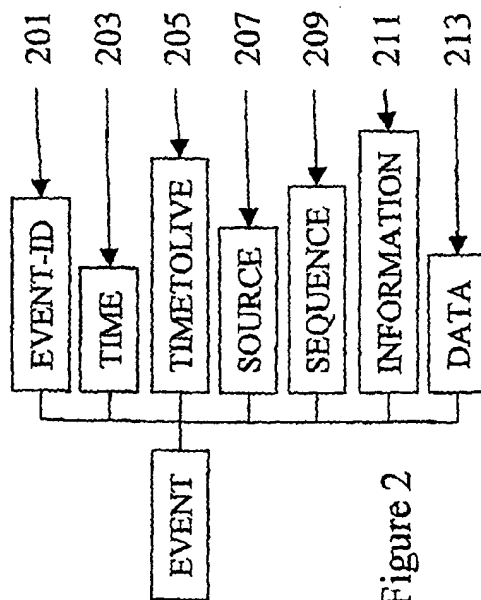 EVENT
EVENT-ID 201
TIME 203
TIMETOLIVE 205
SOURCE 207
SEQUENCE 209
INFORMATION 211
DATA 213
Figure 2